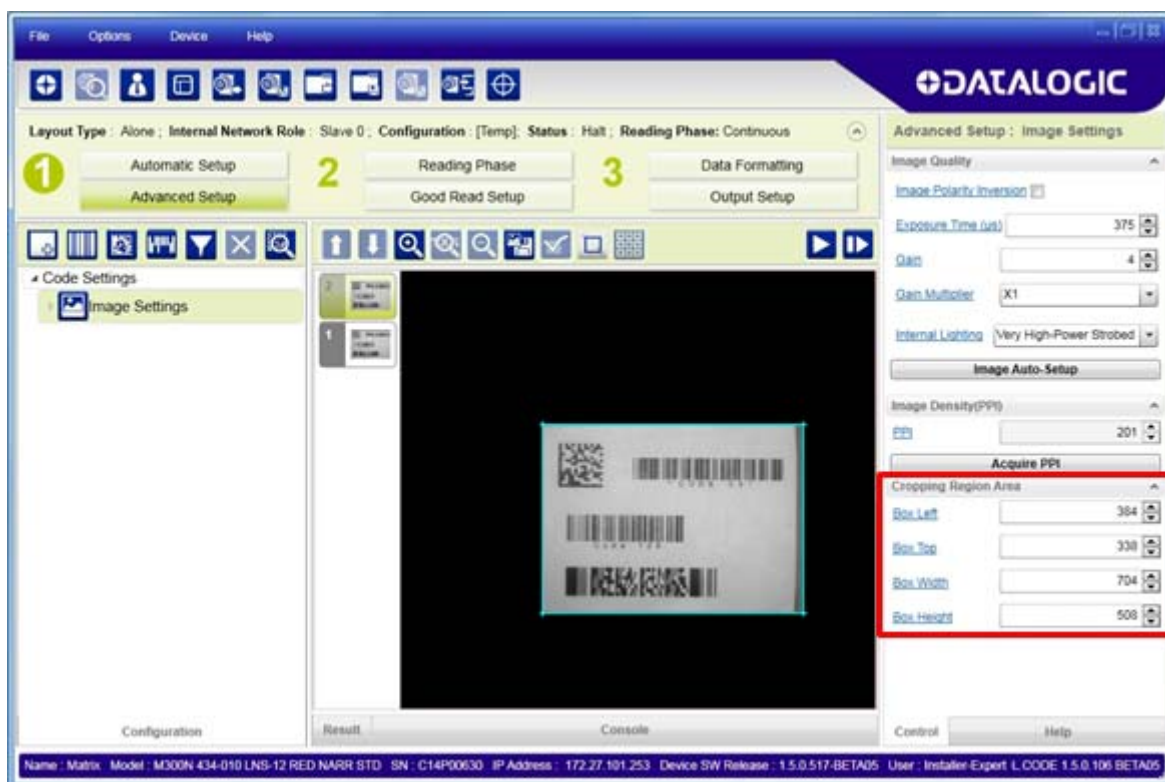 File Options Device Help
DATALOGIC
Layout Type : Alone ; Internal Network Role : Slave 0 ; Configuration : [Temp]; Status : Halt ; Reading Phase: Continuous
1
Automatic Setup
Advanced Setup
2
Reading Phase
Good Read Setup
3
Data Formatting
Output Setup
Code Settings
Image Settings
2
1
CODE 128
Configuration
Result
Console
Advanced Setup : Image Settings
Image Quality
Image Polarity Inversion
Exposure Time (us) 375
Gain 4
Gain Multiplier X1
Internal Lighting Very High-Power Strobed
Image Auto-Setup
Image Density(PPI)
PPI 201
Acquire PPI
Cropping Region Area
Box Left 384
Box Top 338
Box Width 704
Box Height 508
Control Help
Name : Matrix Model : M300N 434-010 LNS-12 RED NARR STD SN : C14P00630 IP Address : 172.27.101.253 Device SW Release : 1.5.0.517-BETA05 User : Installer-Expert L.CODE 1.5.0.106 BETA05